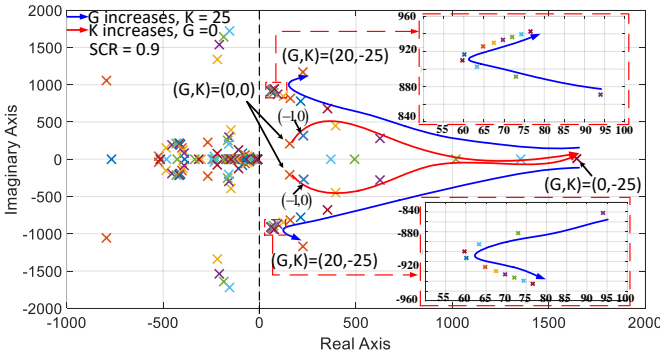 G increases, K = 25
K increases, G =0
SCR = 0.9
(G,K)=(20,-25)
(G,K)=(0,0)
(-1,0)
(-1,0)
(G,K)=(0,-25)
(G,K)=(20,-25)
960
920
880
840
55 60 65 70 75 80 85 90 95 100
-840
-880
-920
-960
55 60 65 70 75 80 85 90 95 100
2000
1500
1000
500
0
-500
-1000
-1500
-2000
-1000 -500 0 500 1000 1500 2000
Imaginary Axis
Real Axis